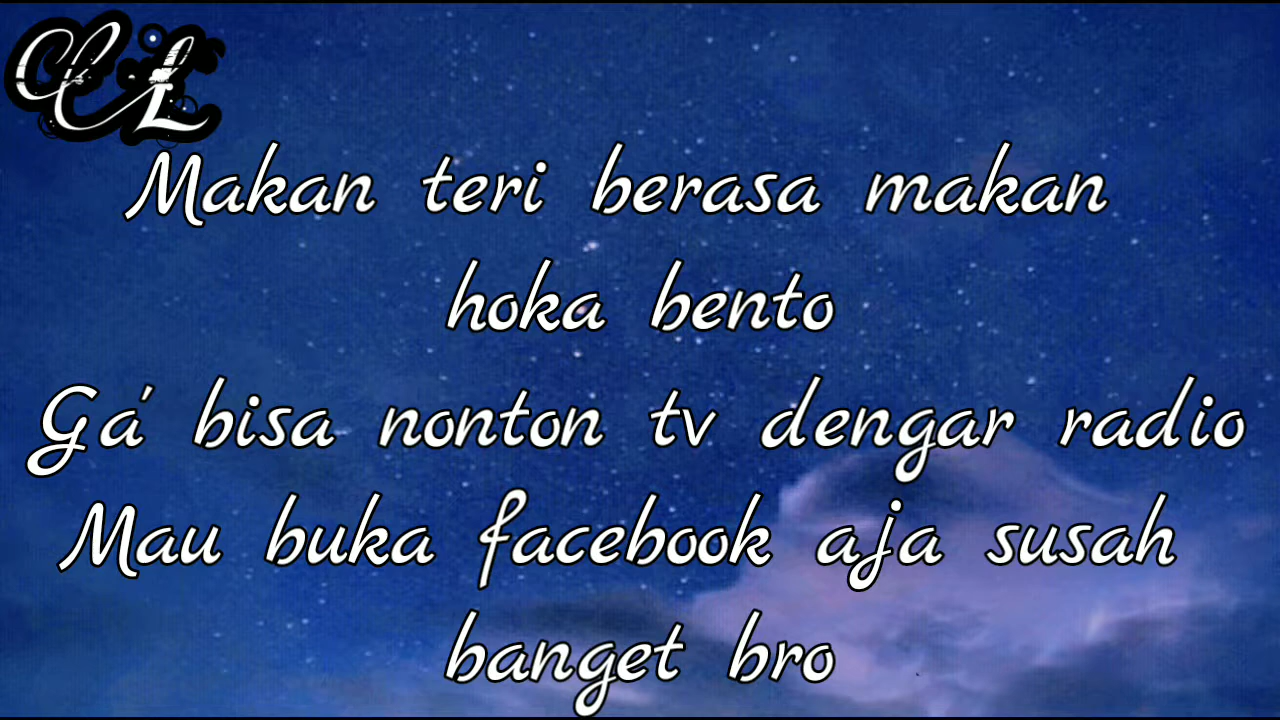 CL
Makan teri berasa makan
hoka bento
Ga' bisa nonton tv dengar radio
Mau buka facebook aja susah
banget bro